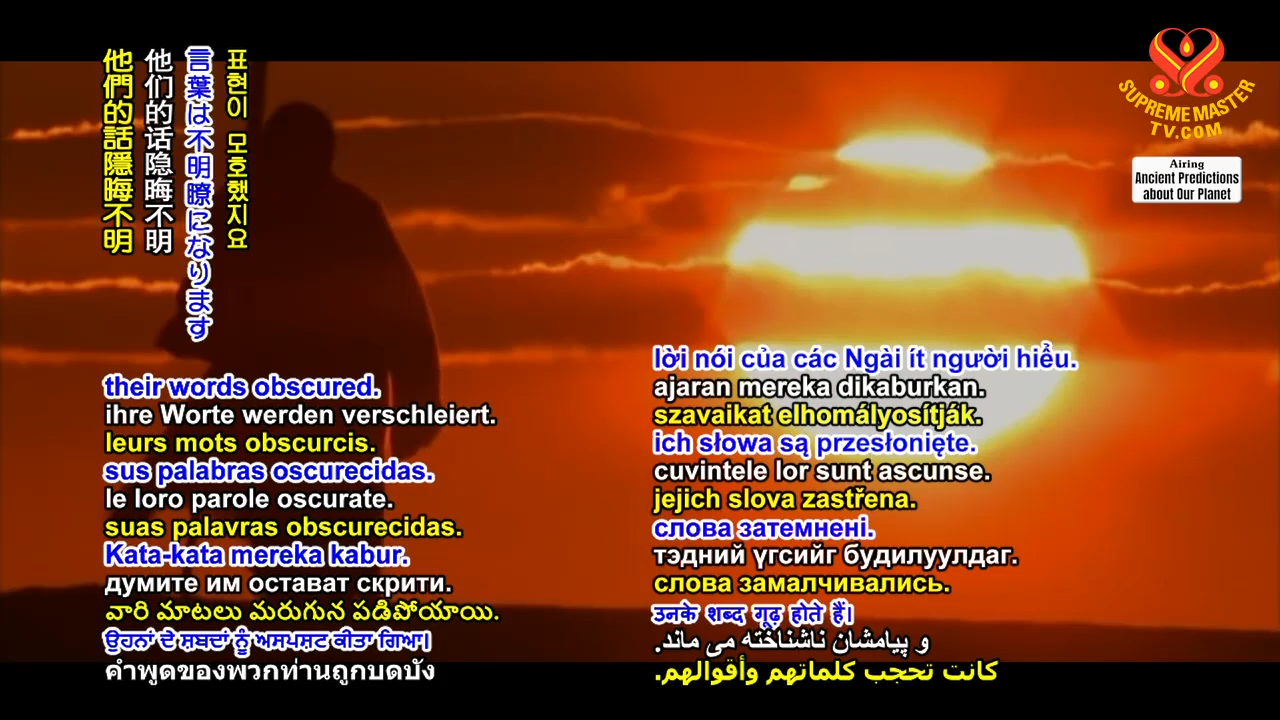 他們的話隱晦不明
他们的话隐晦不明
言葉は不明瞭になります
표현이 모호했지요
SUPREME MASTER
TV.COM
Airing
Ancient Predictions
about Our Planet
their words obscured.
ihre Worte werden verschleiert.
leurs mots obscurcis.
sus palabras oscurecidas.
le loro parole oscurate.
suas palavras obscurecidas.
Kata-kata mereka kabur.
думите им остават скрити.
వారి మాటలు మరుగున పడిపోయాయి.
ਉਹਨਾਂ ਦੇ ਸ਼ਬਦਾਂ ਨੂੰ ਅਸਪਸ਼ਟ ਕੀਤਾ ਗਿਆ।
คำพูดของพวกท่านถูกบดบัง
lời nói của các Ngài ít người hiểu.
ajaran mereka dikaburkan.
szavaikat elhomályosítják.
ich słowa są przesłonięte.
cuvintele lor sunt ascunse.
jejich slova zastřena.
слова затемнені.
тэдний үгсийг будилуулдаг.
слова замалчивались.
उनके शब्द गूढ़ होते हैं।
و پیامشان ناشناخته می ماند.
كانت تحجب كلماتهم وأقوالهم.